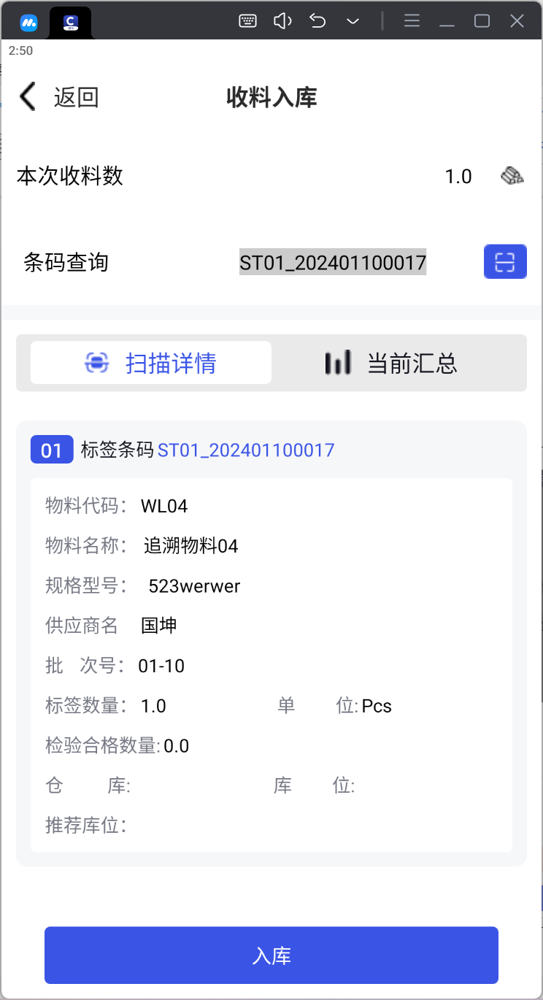 2:50
返回 收料入库
本次收料数 1.0
条码查询 ST01_202401100017
扫描详情 当前汇总
01 标签条码 ST01_202401100017
物料代码： WL04
物料名称： 追溯物料04
规格型号： 523werwer
供应商名 国坤
批 次号： 01-10
标签数量： 1.0 单 位: Pcs
检验合格数量: 0.0
仓 库: 库 位:
推荐库位：
入库